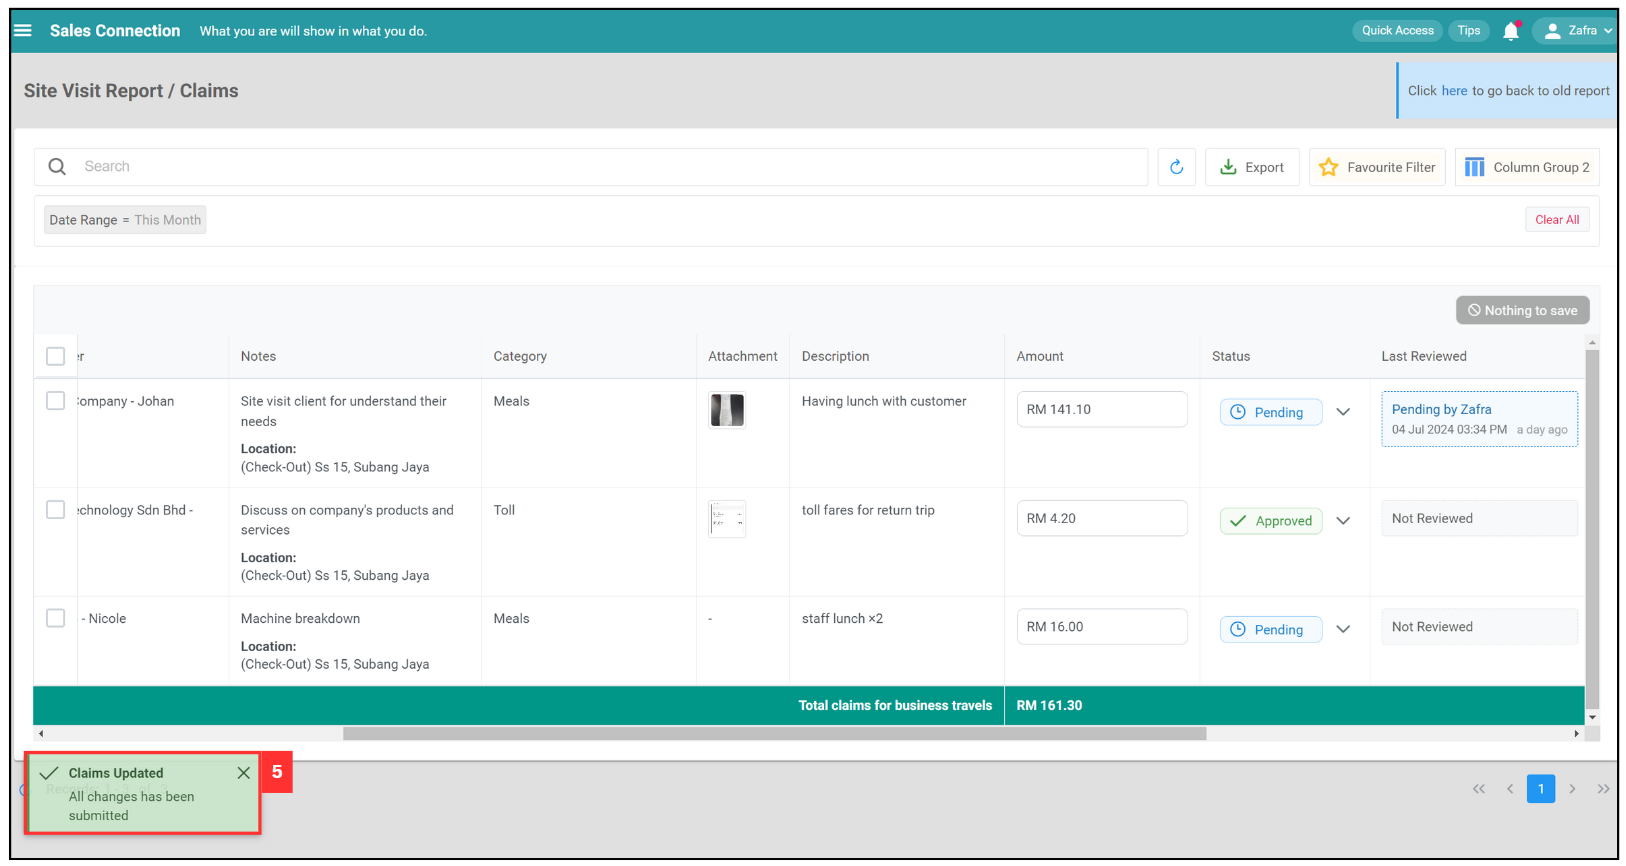 Sales Connection What you are will show in what you do. Quick Access Tips Zafra
Site Visit Report / Claims
Click here to go back to old report
Search Export Favourite Filter Column Group 2
Date Range = This Month Clear All
Nothing to save
er Notes Category Attachment Description Amount Status Last Reviewed
Company - Johan Site visit client for understand their Meals Having lunch with customer RM 141.10 Pending Pending by Zafra
needs 04 Jul 2024 03:34 PM a day ago
Location:
(Check-Out) Ss 15, Subang Jaya
echnology Sdn Bhd - Discuss on company's products and Toll toll fares for return trip RM 4.20 Approved Not Reviewed
services
Location:
(Check-Out) Ss 15, Subang Jaya
- Nicole Machine breakdown Meals - staff lunch ×2 RM 16.00 Pending Not Reviewed
Location:
(Check-Out) Ss 15, Subang Jaya
Total claims for business travels RM 161.30
Claims Updated 5
All changes has been
submitted
1